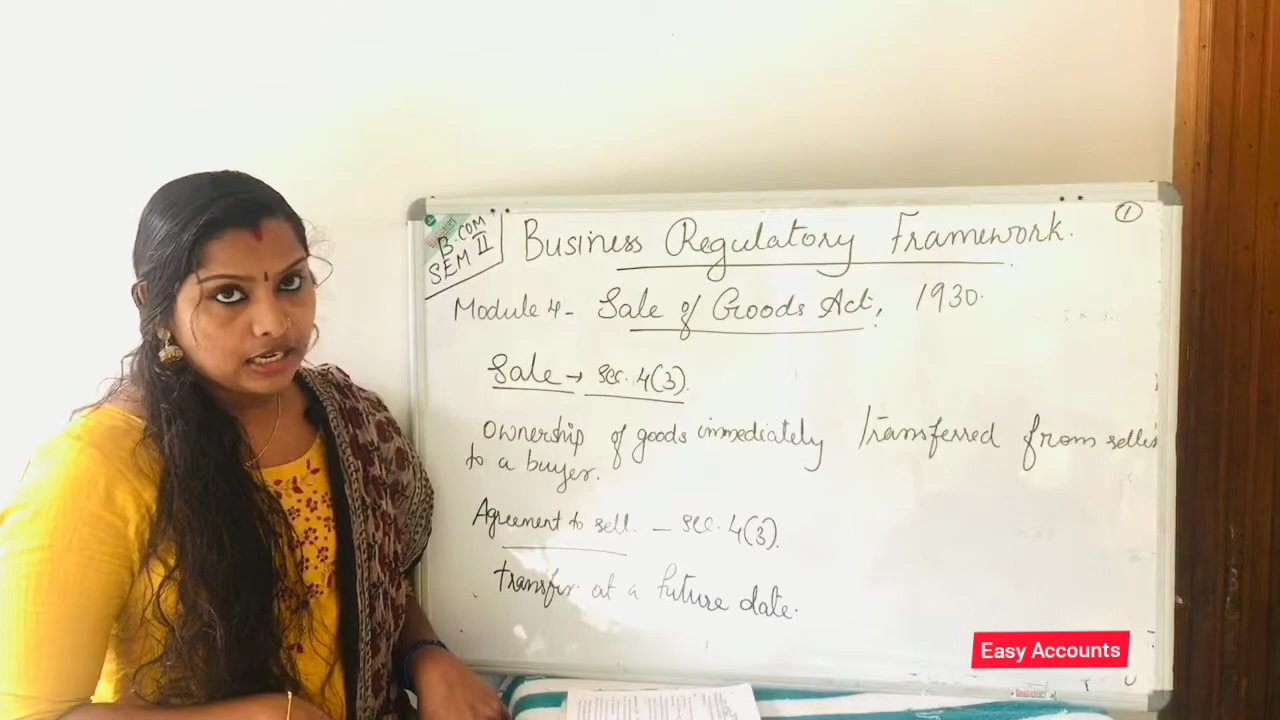 B.COM
SEM II
Business Regulatory Framework.
1
Module 4 - Sale of Goods Act, 1930.
Sale → sec. 4(3).
Ownership of goods immediately transferred from seller
to a buyer.
Agreement to sell. – sec. 4(3).
transfer at a future date.
Easy Accounts